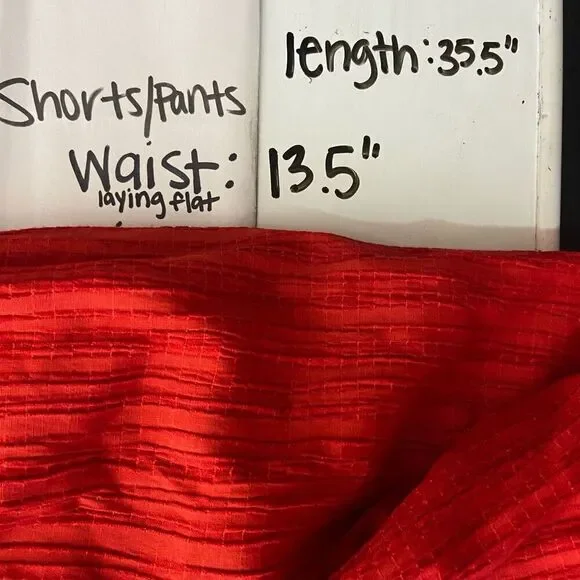 length: 35.5"
Shorts/Pants
Waist: 13.5"
laying flat